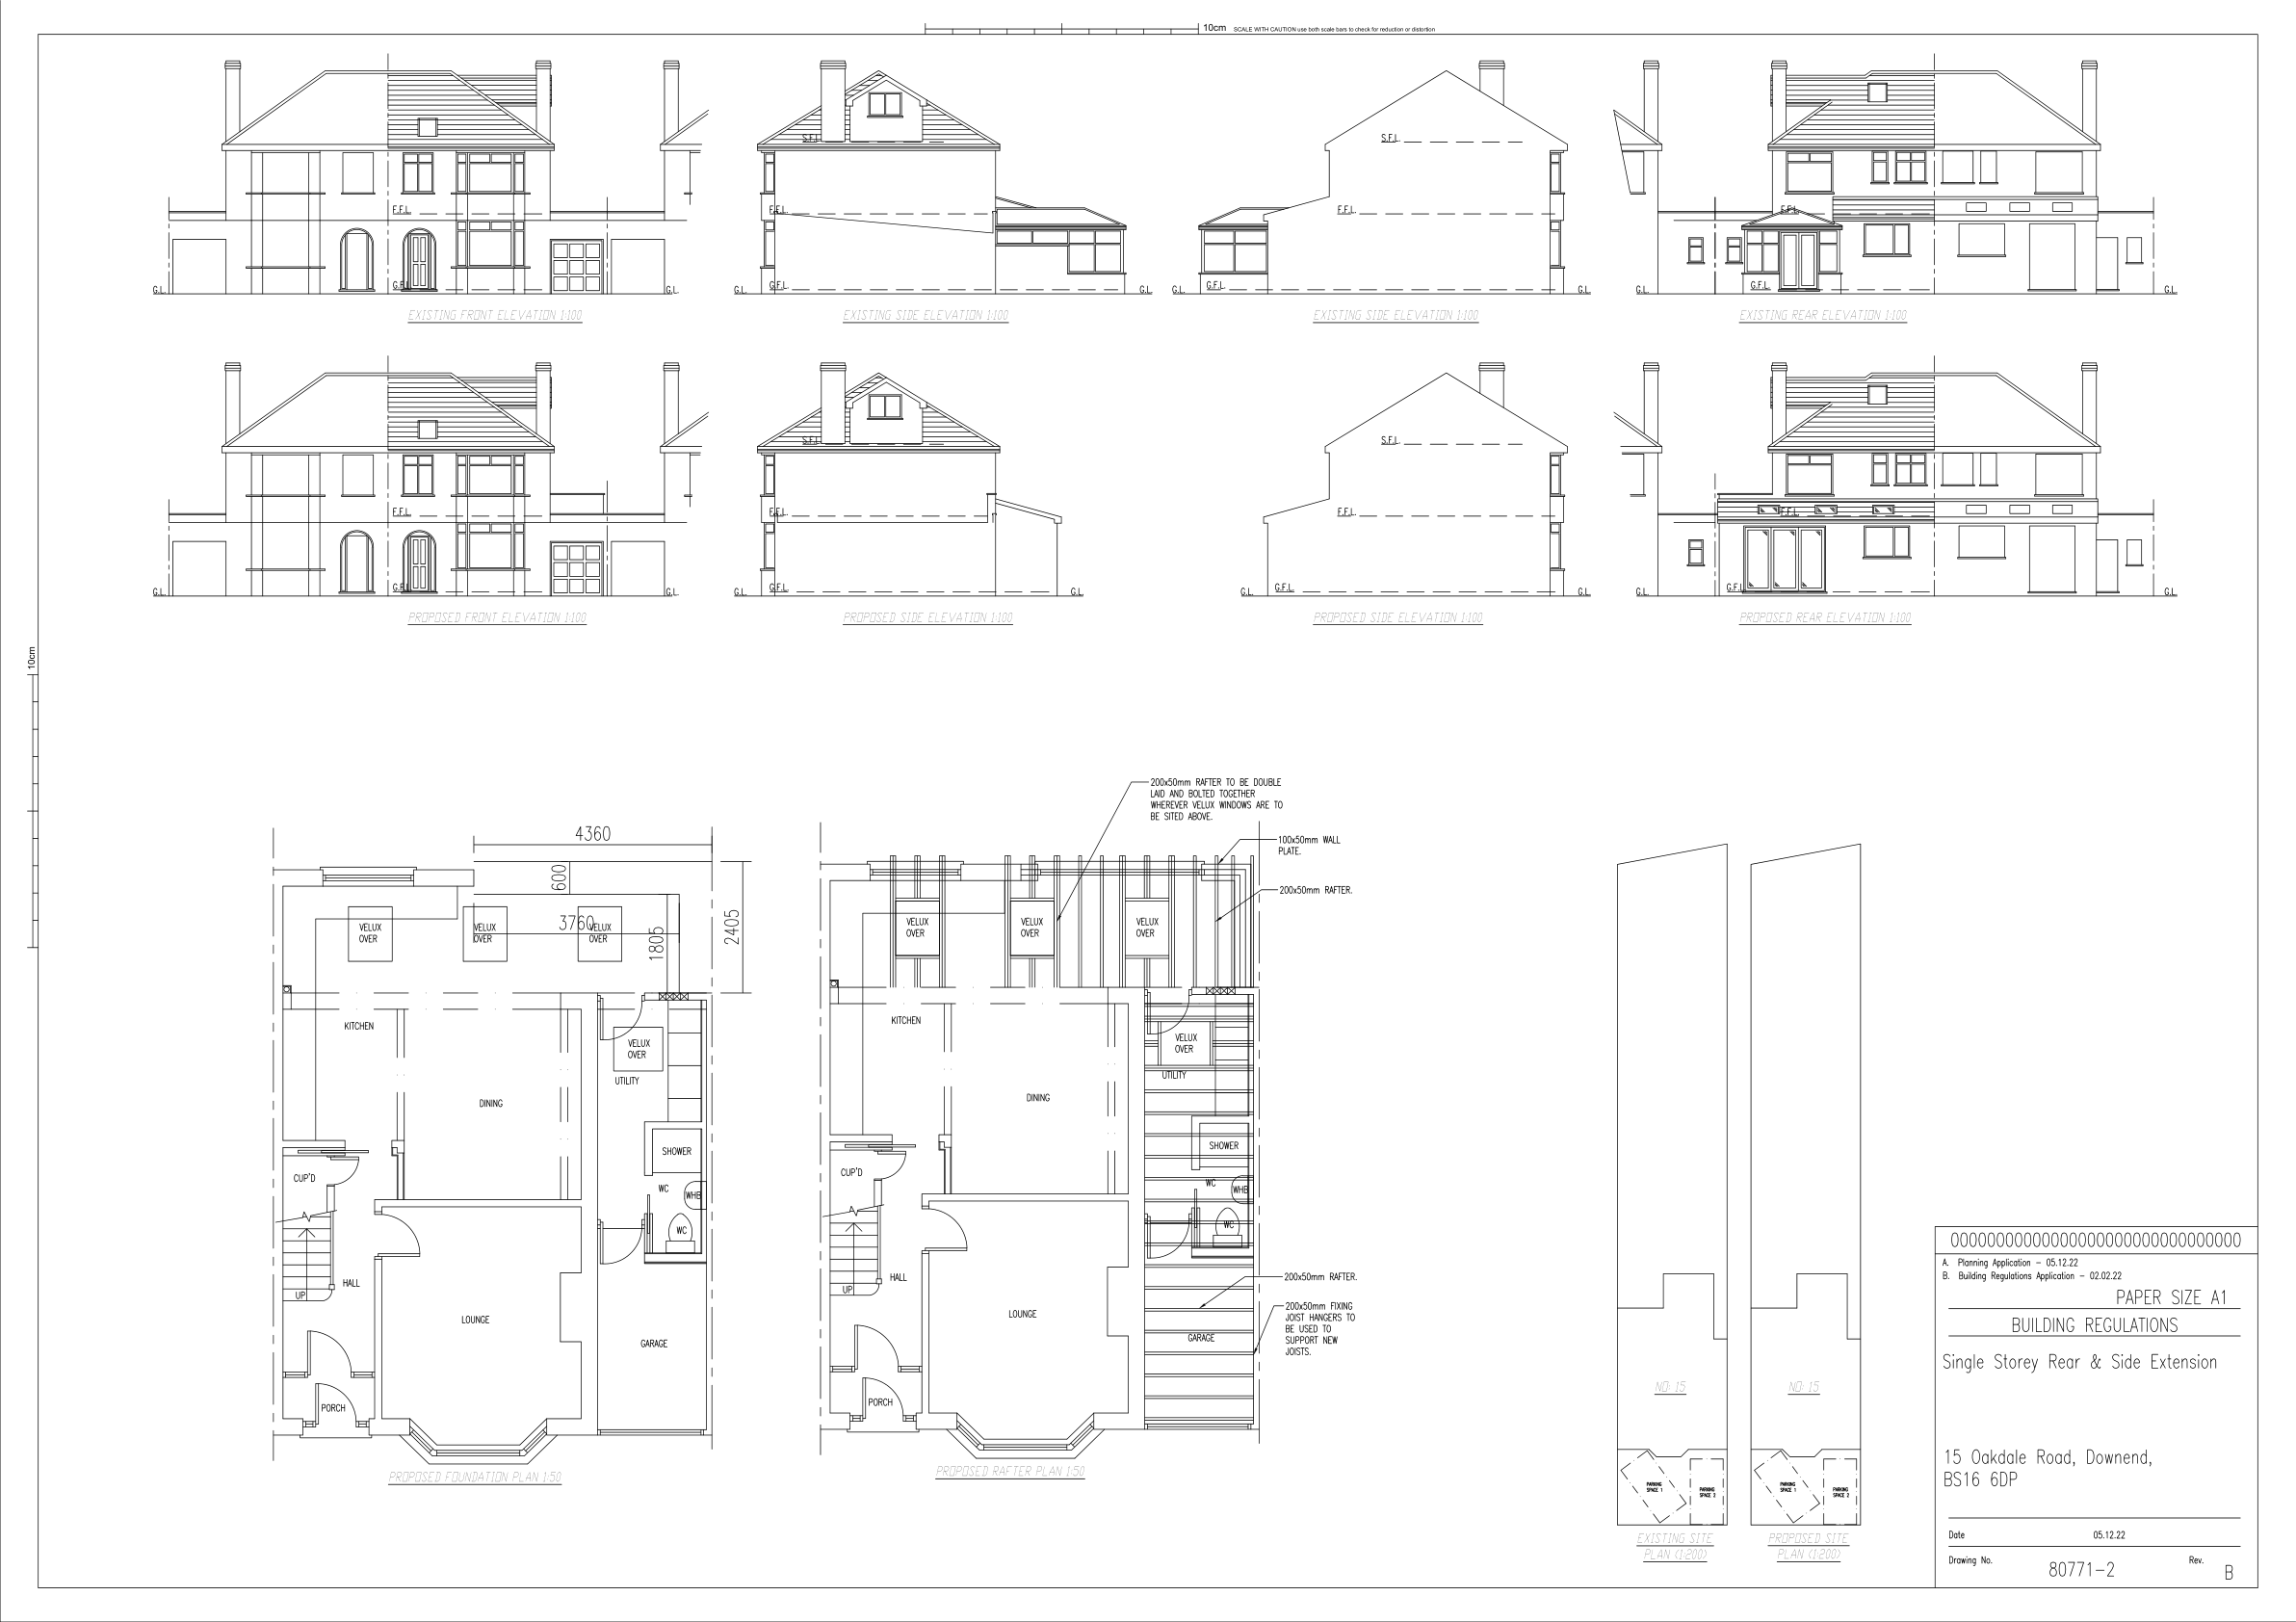 10cm SCALE WITH CAUTION use both scale bars to check for reduction or distortion
F.F.L.
G.F.L.
G.L.
G.L.
EXISTING FRONT ELEVATION 1:100
S.F.L.
F.F.L.
G.F.L.
G.L.
G.L.
EXISTING SIDE ELEVATION 1:100
S.F.L.
F.F.L.
G.F.L.
G.L.
G.L.
EXISTING SIDE ELEVATION 1:100
F.F.L.
G.F.L.
G.L.
G.L.
EXISTING REAR ELEVATION 1:100
F.F.L.
G.F.L.
G.L.
G.L.
PROPOSED FRONT ELEVATION 1:100
S.F.L.
F.F.L.
G.F.L.
G.L.
G.L.
PROPOSED SIDE ELEVATION 1:100
S.F.L.
F.F.L.
G.F.L.
G.L.
G.L.
PROPOSED SIDE ELEVATION 1:100
F.F.L.
G.F.L.
G.L.
G.L.
PROPOSED REAR ELEVATION 1:100
10cm
4360
600
3760
1805
2405
VELUX
OVER
VELUX
OVER
VELUX
OVER
KITCHEN
VELUX
OVER
UTILITY
DINING
SHOWER
CUP'D
WC
WHB
WC
HALL
UP
LOUNGE
GARAGE
PORCH
PROPOSED FOUNDATION PLAN 1:50
200x50mm RAFTER TO BE DOUBLE
LAID AND BOLTED TOGETHER
WHEREVER VELUX WINDOWS ARE TO
BE SITED ABOVE.
100x50mm WALL
PLATE.
200x50mm RAFTER.
VELUX
OVER
VELUX
OVER
VELUX
OVER
KITCHEN
VELUX
OVER
UTILITY
DINING
SHOWER
CUP'D
WC
WHB
WC
HALL
UP
200x50mm RAFTER.
200x50mm FIXING
JOIST HANGERS TO
BE USED TO
SUPPORT NEW
JOISTS.
LOUNGE
GARAGE
PORCH
PROPOSED RAFTER PLAN 1:50
NO: 15
PARKING
SPACE 1
PARKING
SPACE 2
EXISTING SITE
PLAN (1:200)
NO: 15
PARKING
SPACE 1
PARKING
SPACE 2
PROPOSED SITE
PLAN (1:200)
00000000000000000000000000000000
A. Planning Application - 05.12.22
B. Building Regulations Application - 02.02.22
PAPER SIZE A1
BUILDING REGULATIONS
Single Storey Rear & Side Extension
15 Oakdale Road, Downend,
BS16 6DP
Date 05.12.22
Drawing No. 80771-2 Rev. B